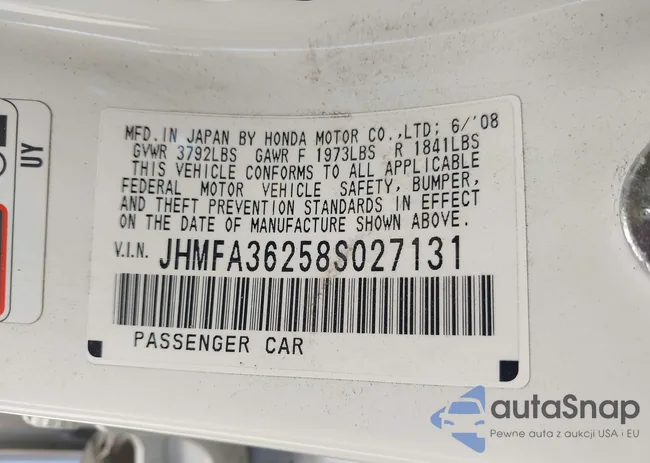 MFD.IN JAPAN BY HONDA MOTOR CO.,LTD; 6/'08
GVWR 3792LBS GAWR F 1973LBS R 1841LBS
THIS VEHICLE CONFORMS TO ALL APPLICABLE
FEDERAL MOTOR VEHICLE SAFETY, BUMPER,
AND THEFT PREVENTION STANDARDS IN EFFECT
ON THE DATE OF MANUFACTURE SHOWN ABOVE.
V.I.N. JHMFA36258S027131
PASSENGER CAR
UY
autaSnap
Pewne auta z aukcji USA i EU